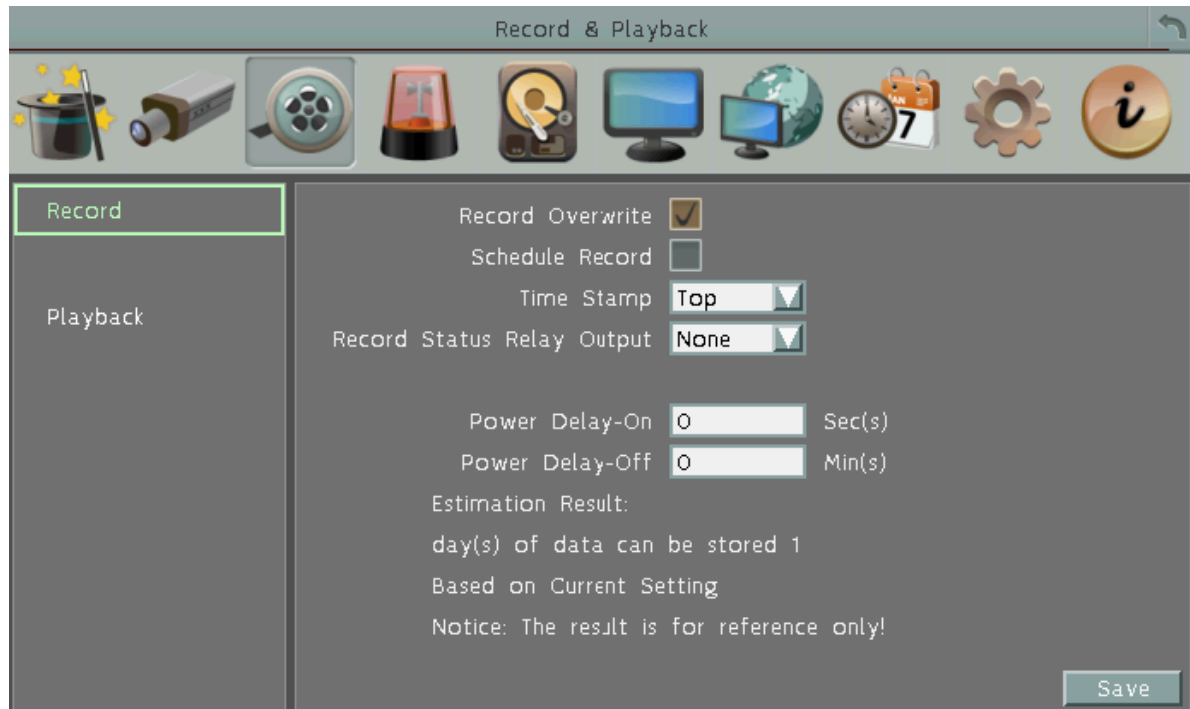 Record & Playback
JAN
7
i
Record
Playback
Record Overwrite
Schedule Record
Time Stamp Top
Record Status Relay Output None
Power Delay-On 0 Sec(s)
Power Delay-Off 0 Min(s)
Estimation Result:
day(s) of data can be stored 1
Based on Current Setting
Notice: The result is for reference only!
Save